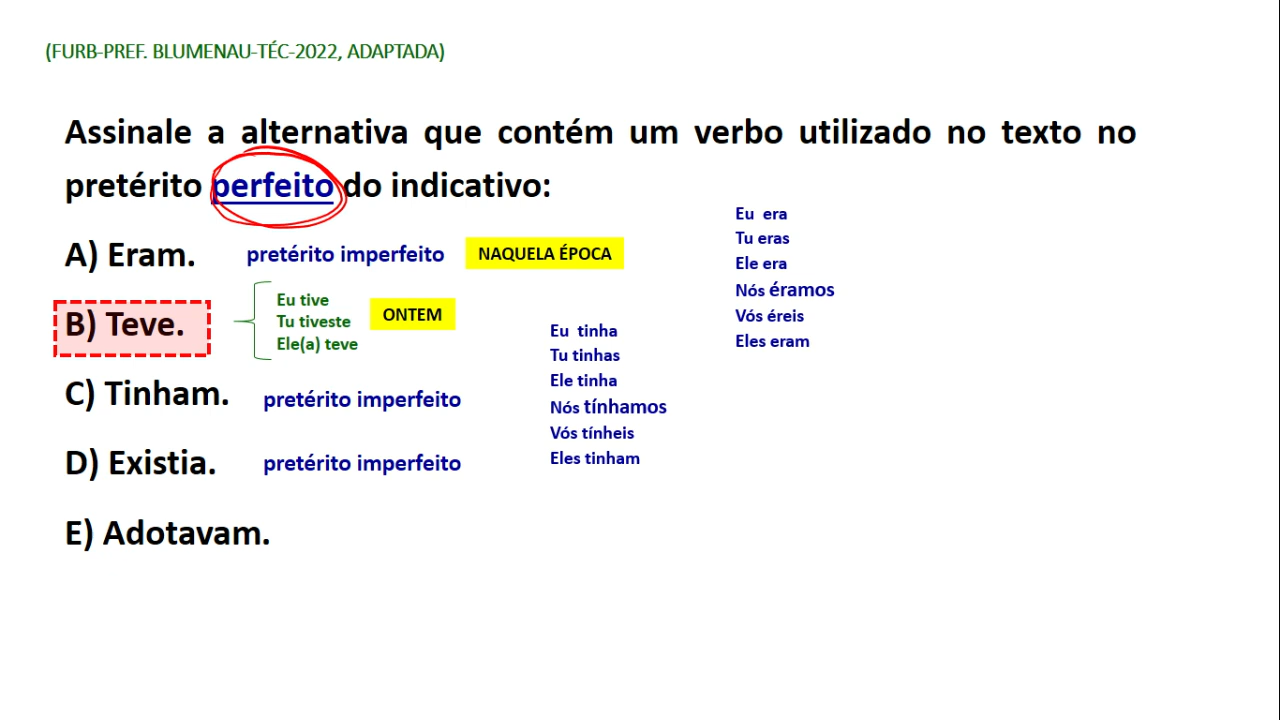 (FURB-PREF. BLUMENAU-TÉC-2022, ADAPTADA)
Assinale a alternativa que contém um verbo utilizado no texto no
pretérito perfeito do indicativo:
A) Eram.
pretérito imperfeito
NAQUELA ÉPOCA
B) Teve.
Eu tive
Tu tiveste
Ele(a) teve
ONTEM
C) Tinham.
pretérito imperfeito
D) Existia.
pretérito imperfeito
E) Adotavam.
Eu tinha
Tu tinhas
Ele tinha
Nós tínhamos
Vós tínheis
Eles tinham
Eu era
Tu eras
Ele era
Nós éramos
Vós éreis
Eles eram